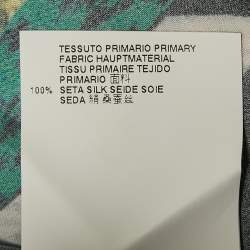 TESSUTO PRIMARIO PRIMARY
FABRIC HAUPTMATERIAL
TISSU PRIMAIRE TEJIDO
PRIMARIO 面料
100% SETA SILK SEIDE SOIE
SEDA 絹 桑蚕丝